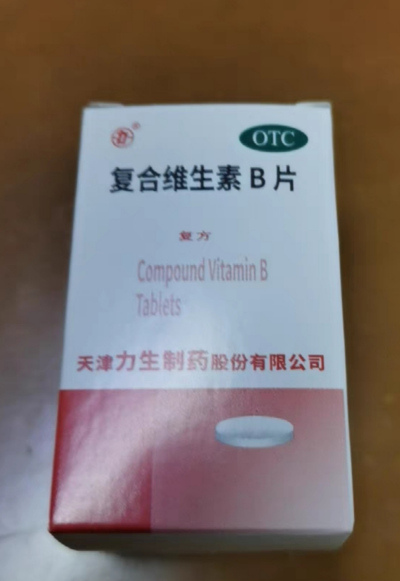 OTC
复合维生素 B 片
复方
Compound Vitamin B
Tablets
天津力生制药股份有限公司